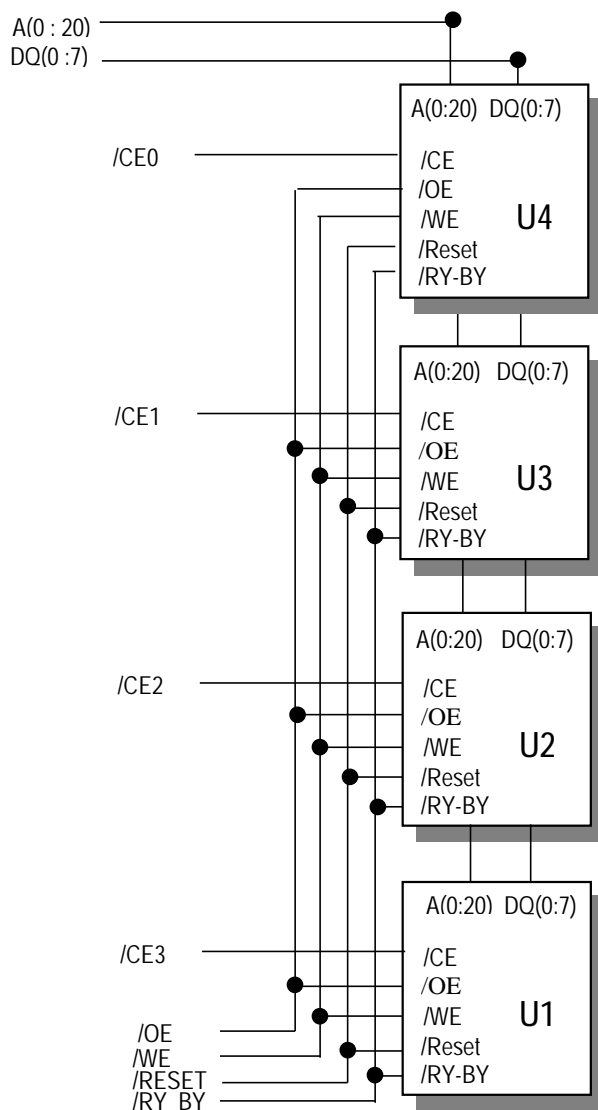 A(0 : 20)
DQ(0 :7)
A(0:20) DQ(0:7)
/CE0
/CE
/OE
/WE
U4
/Reset
/RY-BY
A(0:20) DQ(0:7)
/CE1
/CE
/OE
/WE
U3
/Reset
/RY-BY
A(0:20) DQ(0:7)
/CE2
/CE
/OE
/WE
U2
/Reset
/RY-BY
A(0:20) DQ(0:7)
/CE3
/CE
/OE
/WE
U1
/Reset
/RY-BY
/OE
/WE
/RESET
/RY BY